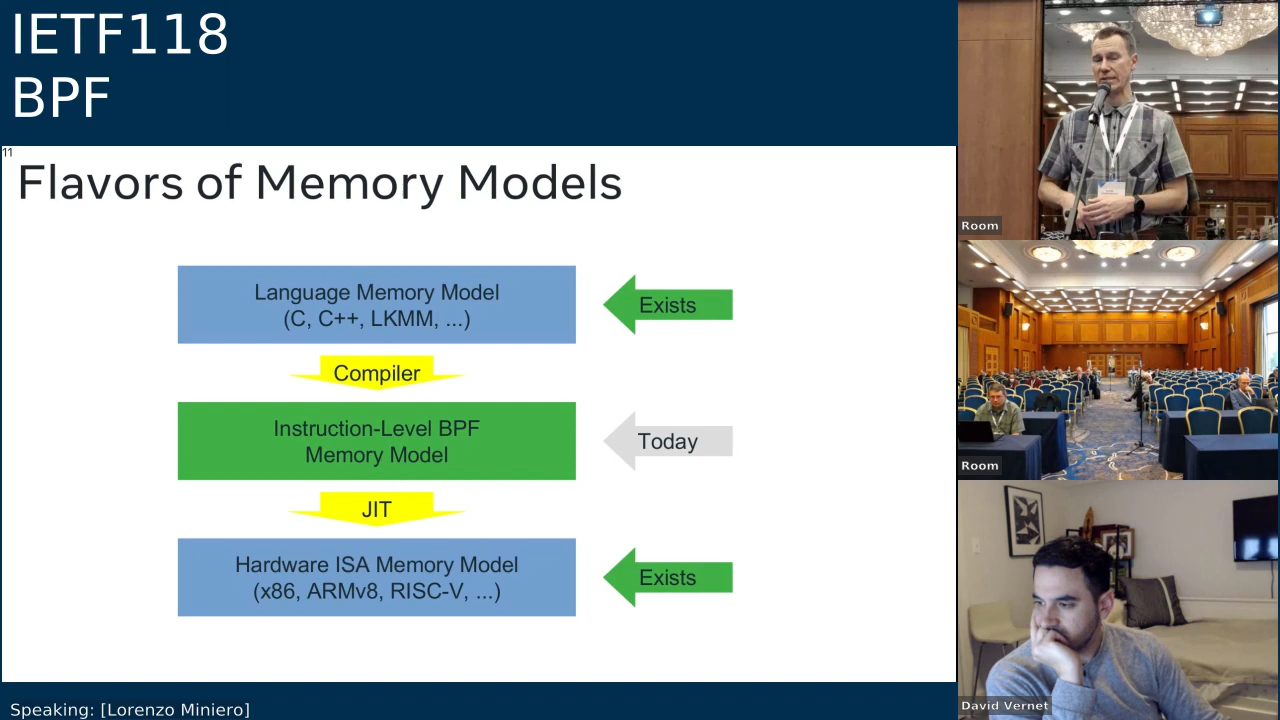 IETF118
BPF
11
Flavors of Memory Models
Language Memory Model
(C, C++, LKMM, ...)
Exists
Compiler
Instruction-Level BPF
Memory Model
Today
JIT
Hardware ISA Memory Model
(x86, ARMv8, RISC-V, ...)
Exists
Speaking: [Lorenzo Miniero]
Room
Room
David Vernet